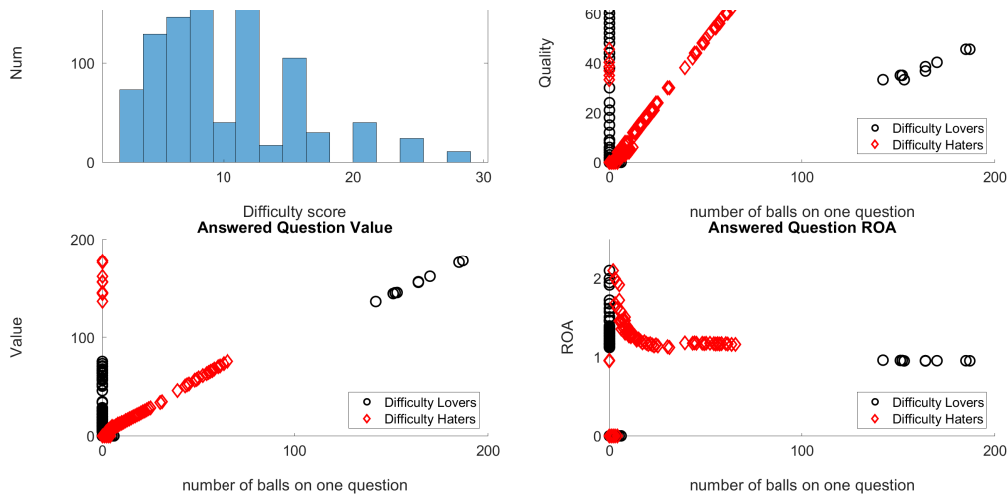 Num
100
0
10
20
30
Difficulty score
Quality
60
40
20
0
0
100
200
Difficulty Lovers
Difficulty Haters
number of balls on one question
Answered Question Value
Value
200
100
0
0
100
200
Difficulty Lovers
Difficulty Haters
number of balls on one question
Answered Question ROA
ROA
2
1
0
0
100
200
Difficulty Lovers
Difficulty Haters
number of balls on one question